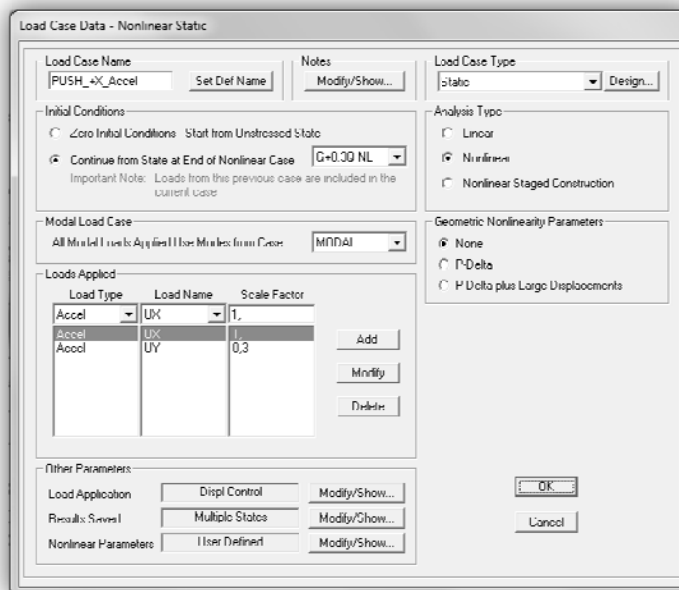 Load Case Data - Nonlinear Static
Load Case Name
PUSH_+X_Accel
Set Def Name
Notes
Modify/Show...
Load Case Type
Static
Design...
Initial Conditions
Zero Initial Conditions - Start from Unstressed State
Continue from State at End of Nonlinear Case
G+0.3Q NL
Important Note: Loads from this previous case are included in the
current case
Analysis Type
Linear
Nonlinear
Nonlinear Staged Construction
Modal Load Case
All Modal Loads Applied Use Modes from Case
MODAL
Geometric Nonlinearity Parameters
None
P-Delta
P-Delta plus Large Displacements
Loads Applied
Load Type Load Name Scale Factor
Accel UX 1,
Accel UX 1,
Accel UY 0,3
Add
Modify
Delete
Other Parameters
Load Application Displ Control Modify/Show...
Results Saved Multiple States Modify/Show...
Nonlinear Parameters User Defined Modify/Show...
OK
Cancel